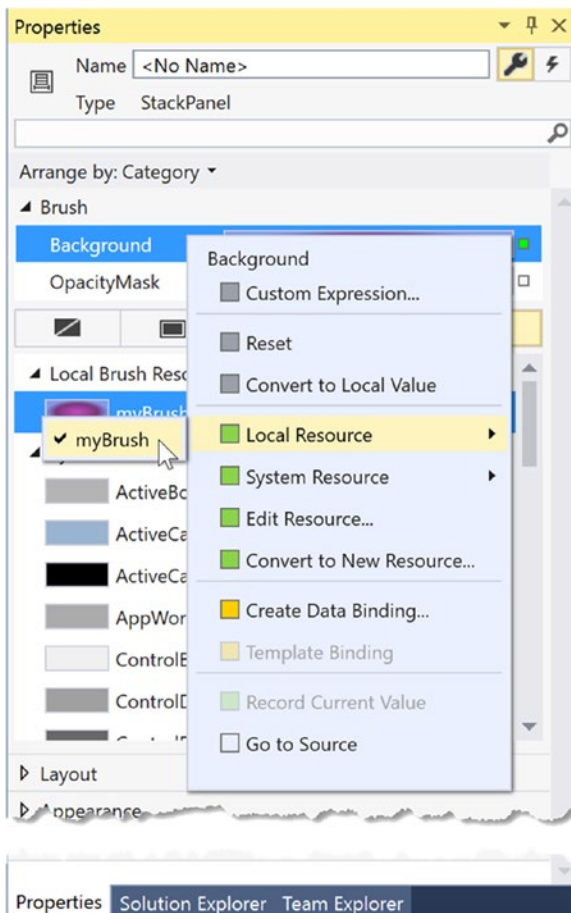 Properties
Name <No Name>
Type StackPanel
Arrange by: Category
Brush
Background
OpacityMask
Background
Custom Expression...
Reset
Convert to Local Value
Local Resource
System Resource
Edit Resource...
Convert to New Resource...
Create Data Binding...
Template Binding
Record Current Value
Go to Source
Local Brush Reso
myBrush
myBrush
ActiveBo
ActiveCa
ActiveCa
AppWor
ControlE
ControlD
Layout
Appearance
Properties Solution Explorer Team Explorer